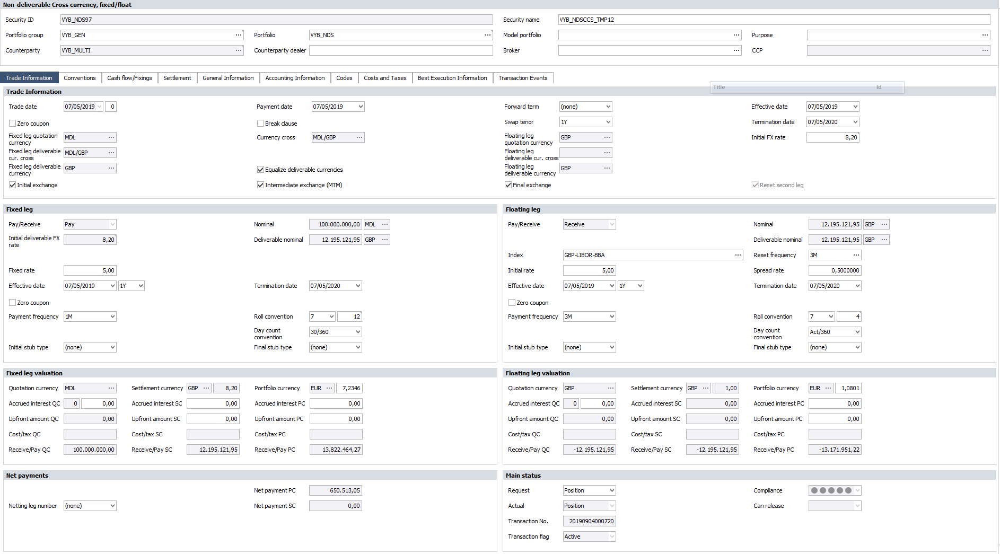 Non-deliverable Cross currency, fixed/float
Security ID VYB_NDS97 Security name VYB_NDSCCS_TMP12
Portfolio group VYB_GEN ... Portfolio VYB_NDS ... Model portfolio ... Purpose ...
Counterparty VYB_MULTI ... Counterparty dealer Broker ... CCP ...
Trade Information Conventions Cash flow/Fixings Settlement General Information Accounting Information Codes Costs and Taxes Best Execution Information Transaction Events
Title Id
Trade Information
Trade date 07/05/2019 0 Payment date 07/05/2019 Forward term (none) Effective date 07/05/2019
Zero coupon Break clause Swap tenor 1Y Termination date 07/05/2020
Fixed leg quotation currency MDL ... Currency cross MDL/GBP ... Floating leg quotation currency GBP ... Initial FX rate 8,20
Fixed leg deliverable cur. cross MDL/GBP ... Floating leg deliverable cur. cross ...
Fixed leg deliverable currency GBP ... Equalize deliverable currencies Floating leg deliverable currency GBP ...
Initial exchange Intermediate exchange (MTM) Final exchange Reset second leg
Fixed leg
Pay/Receive Pay Nominal 100.000.000,00 MDL ...
Initial deliverable FX rate 8,20 Deliverable nominal 12.195.121,95 GBP ...
Fixed rate 5,00
Effective date 07/05/2019 1Y Termination date 07/05/2020
Zero coupon
Payment frequency 1M Roll convention 7 12
Day count convention 30/360
Initial stub type (none) Final stub type (none)
Floating leg
Pay/Receive Receive Nominal 12.195.121,95 GBP ...
Deliverable nominal 12.195.121,95 GBP ...
Index GBP-LIBOR-BBA ... Reset frequency 3M ...
Initial rate 5,00 Spread rate 0,5000000
Effective date 07/05/2019 1Y Termination date 07/05/2020
Zero coupon
Payment frequency 3M Roll convention 7 4
Day count convention Act/360
Initial stub type (none) Final stub type (none)
Fixed leg valuation
Quotation currency MDL ... Settlement currency GBP ... 8,20 Portfolio currency EUR ... 7,2346
Accrued interest QC 0 0,00 Accrued interest SC 0,00 Accrued interest PC 0,00
Upfront amount QC 0,00 Upfront amount SC 0,00 Upfront amount PC 0,00
Cost/tax QC Cost/tax SC Cost/tax PC
Receive/Pay QC 100.000.000,00 Receive/Pay SC 12.195.121,95 Receive/Pay PC 13.822.464,27
Floating leg valuation
Quotation currency GBP ... Settlement currency GBP ... 1,00 Portfolio currency EUR ... 1,0801
Accrued interest QC 0 0,00 Accrued interest SC 0,00 Accrued interest PC 0,00
Upfront amount QC 0,00 Upfront amount SC 0,00 Upfront amount PC 0,00
Cost/tax QC Cost/tax SC Cost/tax PC
Receive/Pay QC -12.195.121,95 Receive/Pay SC -12.195.121,95 Receive/Pay PC -13.171.951,22
Net payments
Net payment PC 650.513,05
Netting leg number (none) Net payment SC 0,00
Main status
Request Position Compliance
Actual Position Can release
Transaction No. 20190904000720
Transaction flag Active